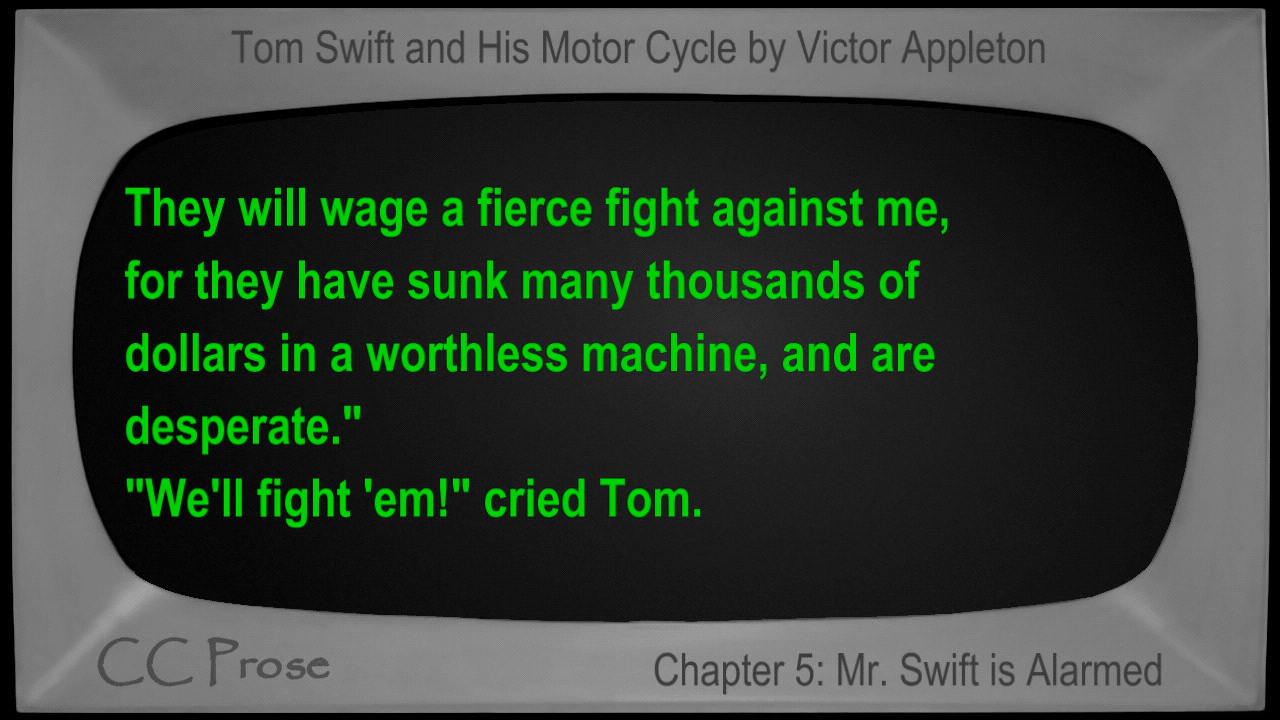 Tom Swift and His Motor Cycle by Victor Appleton
They will wage a fierce fight against me,
for they have sunk many thousands of
dollars in a worthless machine, and are
desperate."
"We'll fight 'em!" cried Tom.
CC Prose
Chapter 5: Mr. Swift is Alarmed